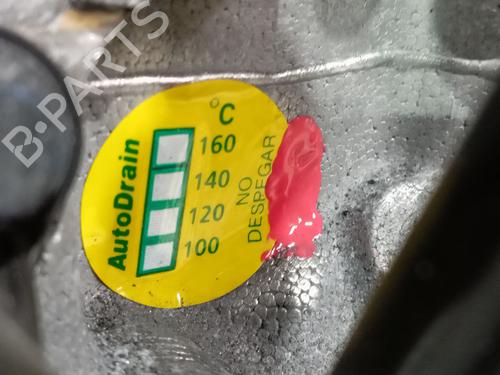 B-PARTS
AutoDrain
°C
160
140
120
100
NO
DESPEGAR